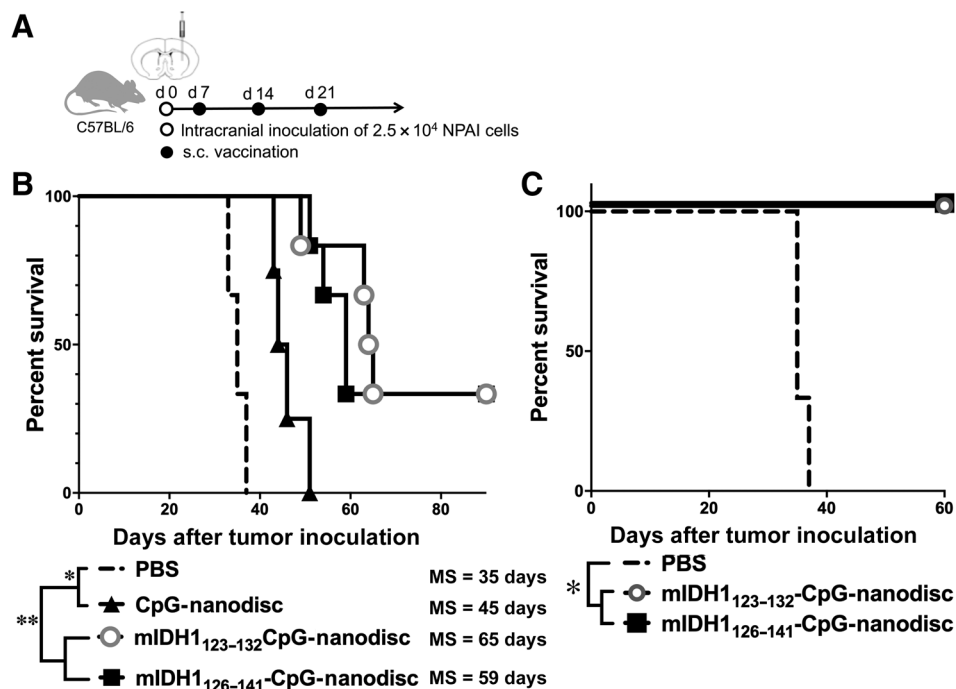 A
d 0 d 7 d 14 d 21
C57BL/6
Intracranial inoculation of 2.5 × 10⁴ NPAI cells
s.c. vaccination
B
100
50
0
Percent survival
0 20 40 60 80
Days after tumor inoculation
* PBS MS = 35 days
CpG-nanodisc MS = 45 days
** mIDH1₁₂₃₋₁₃₂CpG-nanodisc MS = 65 days
mIDH1₁₂₆₋₁₄₁-CpG-nanodisc MS = 59 days
C
100
50
0
Percent survival
0 20 40 60
Days after tumor inoculation
PBS
* mIDH1₁₂₃₋₁₃₂-CpG-nanodisc
mIDH1₁₂₆₋₁₄₁-CpG-nanodisc